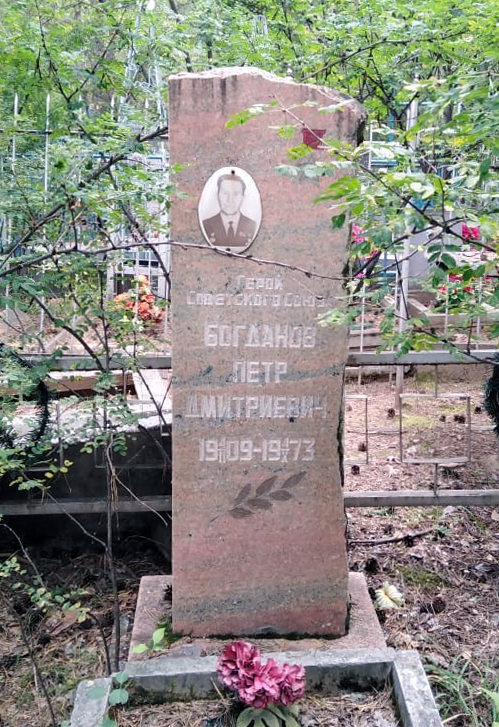 Герой
Советского Союза
БОГДАНОВ
ПЕТР
ДМИТРИЕВИЧ
1909-1973